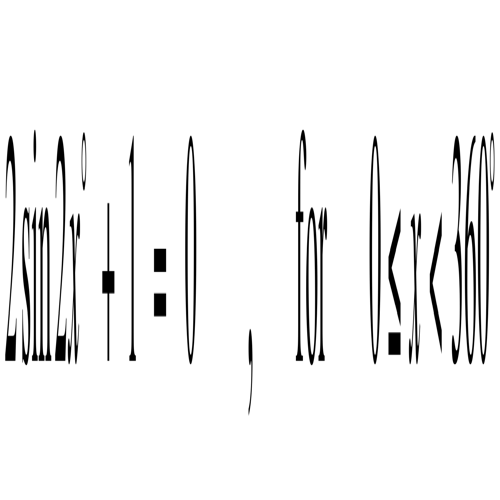 2sin2x° + 1 = 0 , for 0 ≤ x < 360°